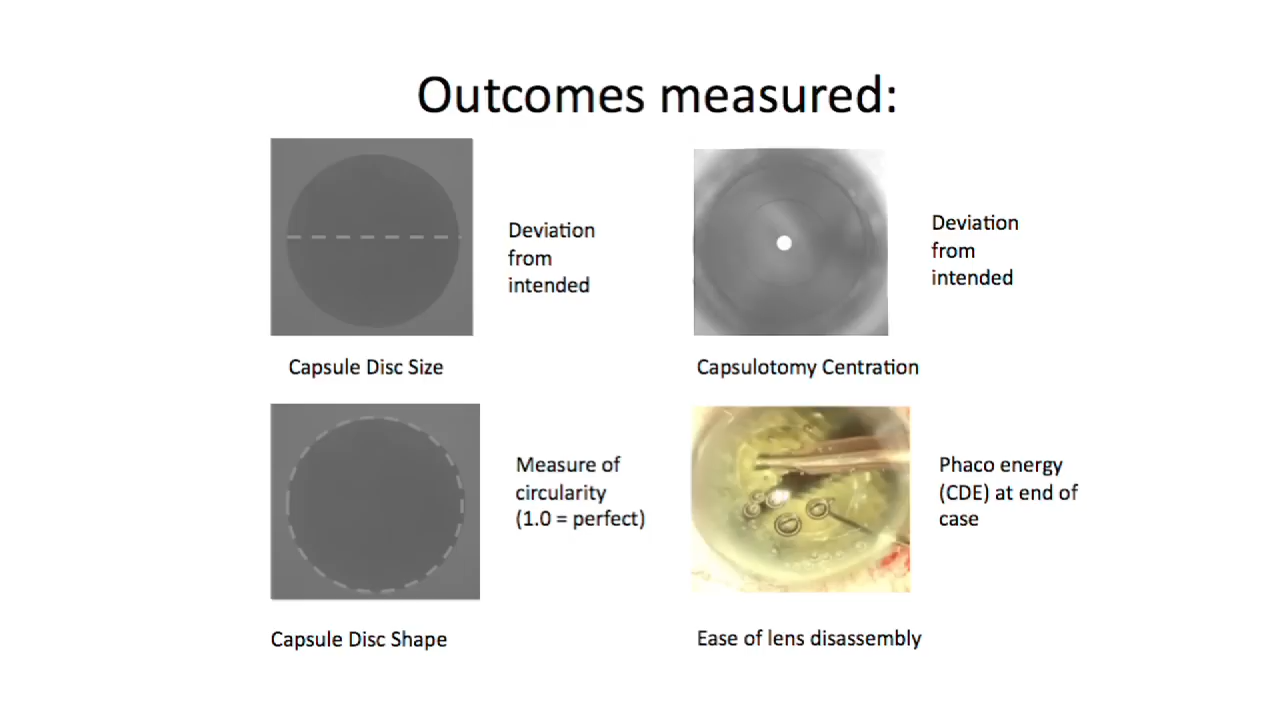 Outcomes measured:
Deviation
from
intended
Deviation
from
intended
Capsule Disc Size
Capsulotomy Centration
Measure of
circularity
(1.0 = perfect)
Phaco energy
(CDE) at end of
case
Capsule Disc Shape
Ease of lens disassembly